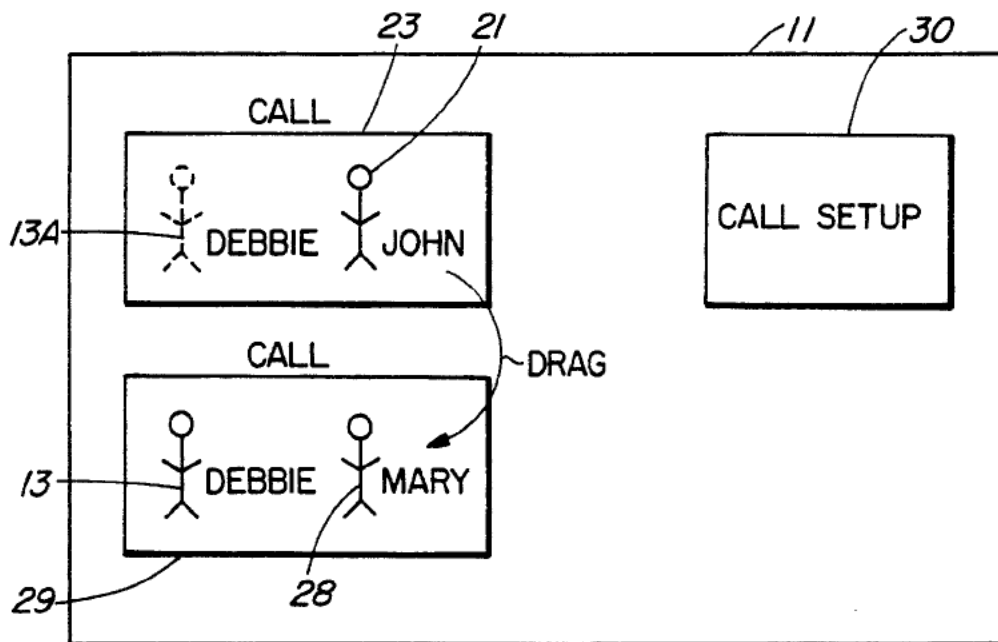 23
21
11
30
CALL
13A
DEBBIE
JOHN
CALL SETUP
CALL
DRAG
13
DEBBIE
MARY
29
28